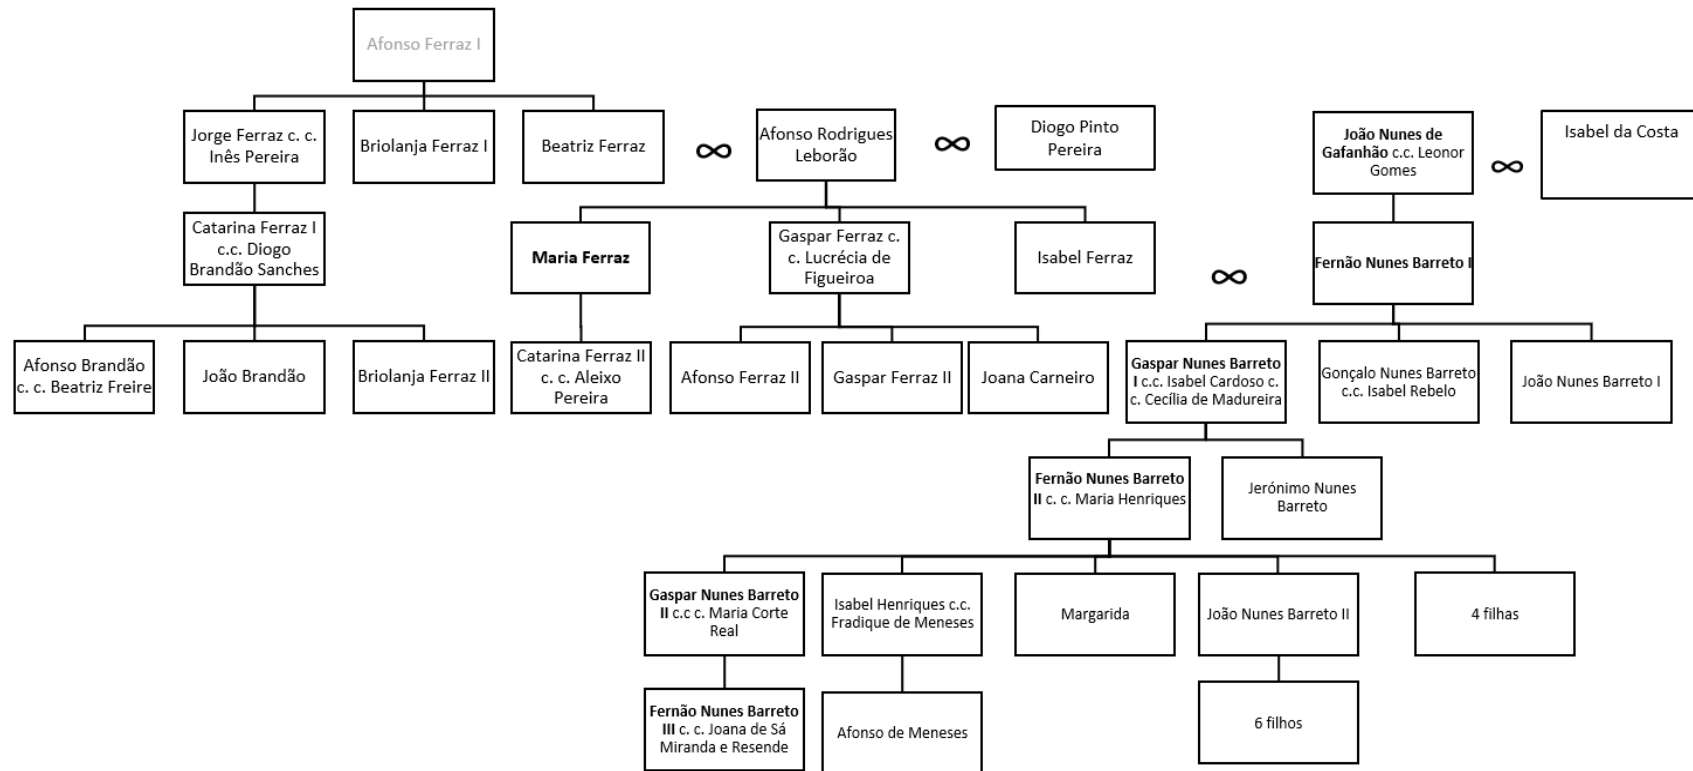 Afonso Ferraz I
Jorge Ferraz c. c.
Inês Pereira
Briolanja Ferraz I
Beatriz Ferraz
∞
Afonso Rodrigues
Leborão
∞
Diogo Pinto
Pereira
João Nunes de
Gafanhão c.c. Leonor
Gomes
∞
Isabel da Costa
Catarina Ferraz I
c.c. Diogo
Brandão Sanches
Maria Ferraz
Gaspar Ferraz c.
c. Lucrécia de
Figueiroa
Isabel Ferraz
∞
Fernão Nunes Barreto I
Afonso Brandão
c. c. Beatriz Freire
João Brandão
Briolanja Ferraz II
Catarina Ferraz II
c. c. Aleixo
Pereira
Afonso Ferraz II
Gaspar Ferraz II
Joana Carneiro
Gaspar Nunes Barreto
I c.c. Isabel Cardoso c.
c. Cecília de Madureira
Gonçalo Nunes Barreto
c.c. Isabel Rebelo
João Nunes Barreto I
Fernão Nunes Barreto
II c. c. Maria Henriques
Jerónimo Nunes
Barreto
Gaspar Nunes Barreto
II c.c c. Maria Corte
Real
Isabel Henriques c.c.
Fradique de Meneses
Margarida
João Nunes Barreto II
4 filhas
Fernão Nunes Barreto
III c. c. Joana de Sá
Miranda e Resende
Afonso de Meneses
6 filhos